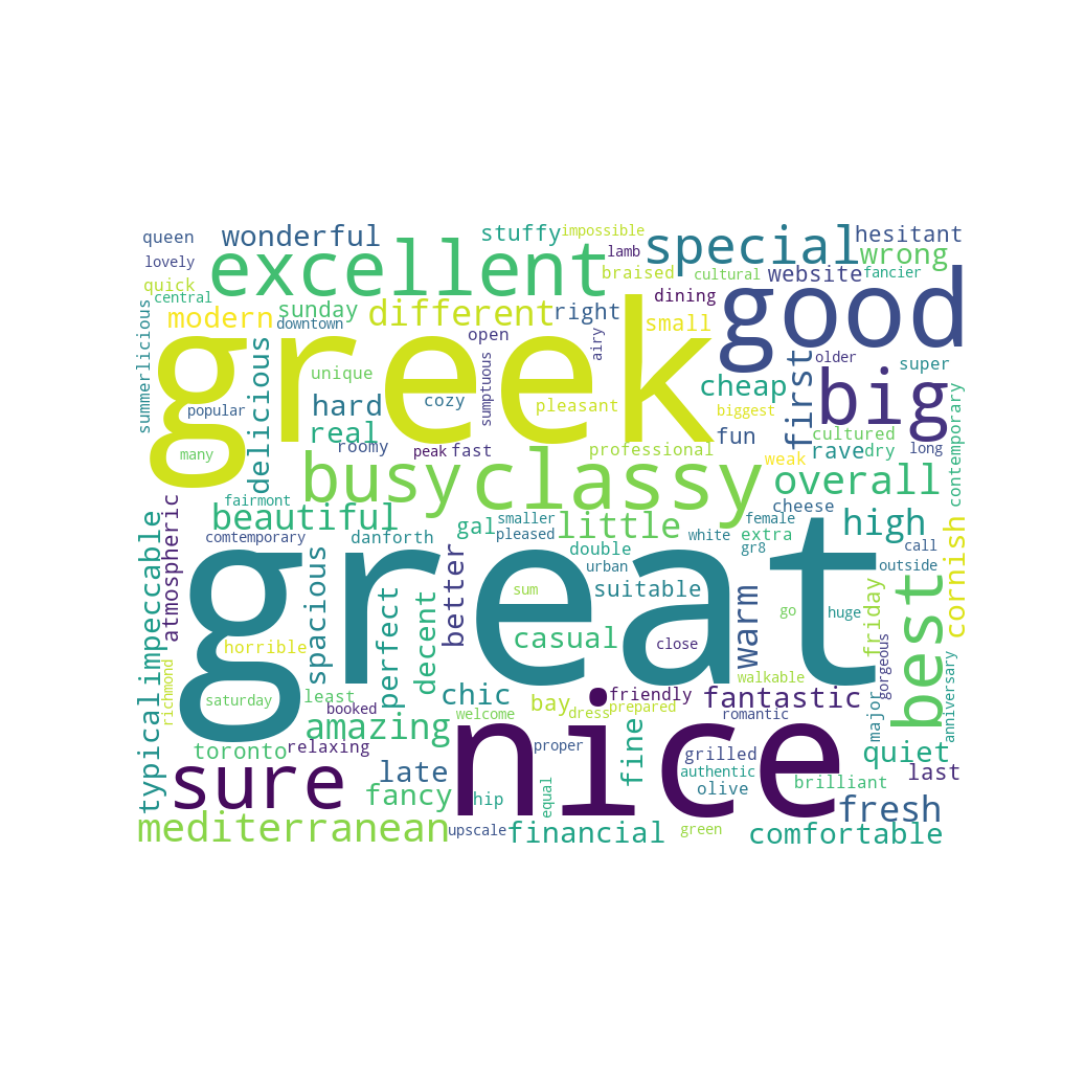 queen
wonderful
stuffy
impossible
special
hesitant
lovely
excellent
lamb
wrong
quick
braised
cultural
website
fancier
central
sunday
different
right
dining
good
modern
downtown
small
summerlicious
greek
open
airy
older
super
delicious
unique
sumptuous
cheap
first
big
popular
hard
cozy
pleasant
biggest
contemporary
real
roomy
fun
cultured
long
many
peak
fast
professional
weak
rave
dry
busy
classy
overall
atmospheric
fairmont
beautiful
gal
smaller
little
cheese
female
high
comtemporary
danforth
pleased
white
gr8
extra
call
cornish
impeccable
spacious
better
double
urban
outside
great
perfect
decent
sum
suitable
warm
go
huge
friday
best
horrible
casual
close
gorgeous
typical
richmond
saturday
least
chic
bay
friendly
fantastic
walkable
booked
welcome
dress
prepared
romantic
major
anniversary
amazing
nice
toronto
relaxing
proper
fine
grilled
quiet
sure
late
authentic
last
fancy
hip
equal
olive
brilliant
fresh
mediterranean
upscale
financial
green
comfortable